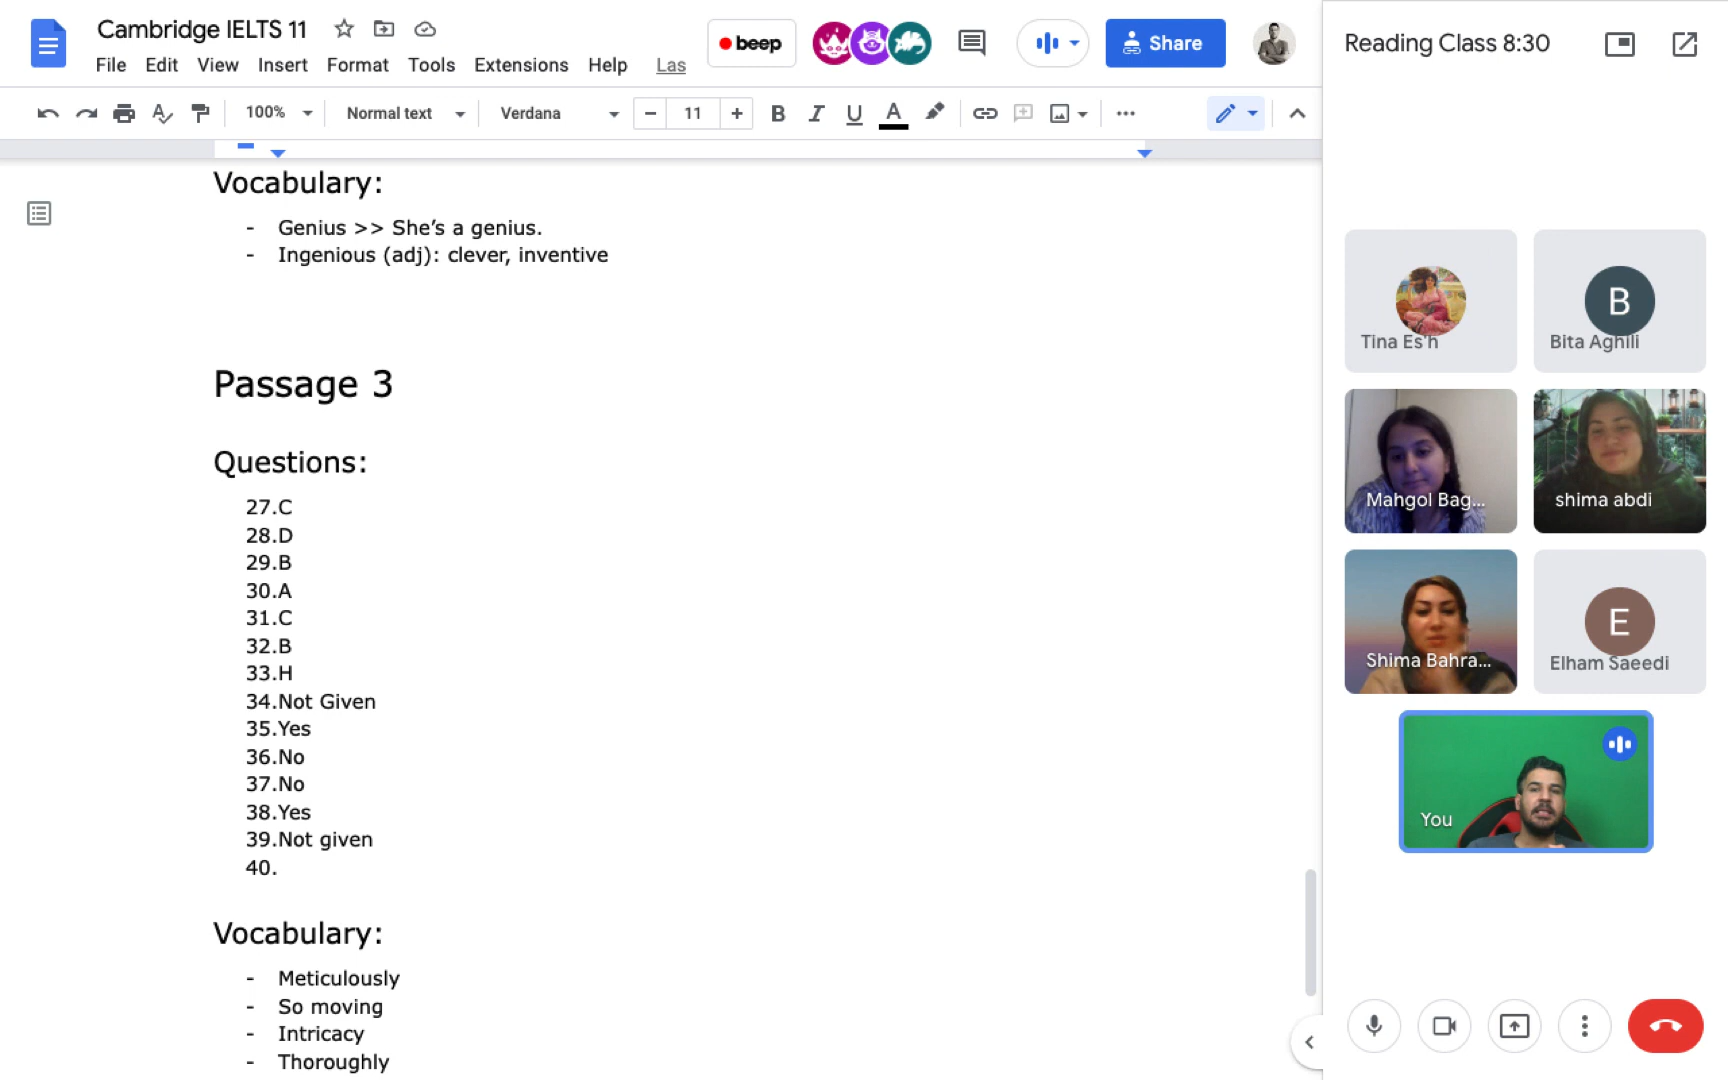 Cambridge IELTS 11
File Edit View Insert Format Tools Extensions Help Las
beep
Share
100% Normal text Verdana 11 B I U A
Vocabulary:
- Genius >> She's a genius.
- Ingenious (adj): clever, inventive
Passage 3
Questions:
27.C
28.D
29.B
30.A
31.C
32.B
33.H
34.Not Given
35.Yes
36.No
37.No
38.Yes
39.Not given
40.
Vocabulary:
- Meticulously
- So moving
- Intricacy
- Thoroughly
Reading Class 8:30
Tina Es'h
B
Bita Aghili
Mahgol Bag...
shima abdi
Shima Bahra...
E
Elham Saeedi
You